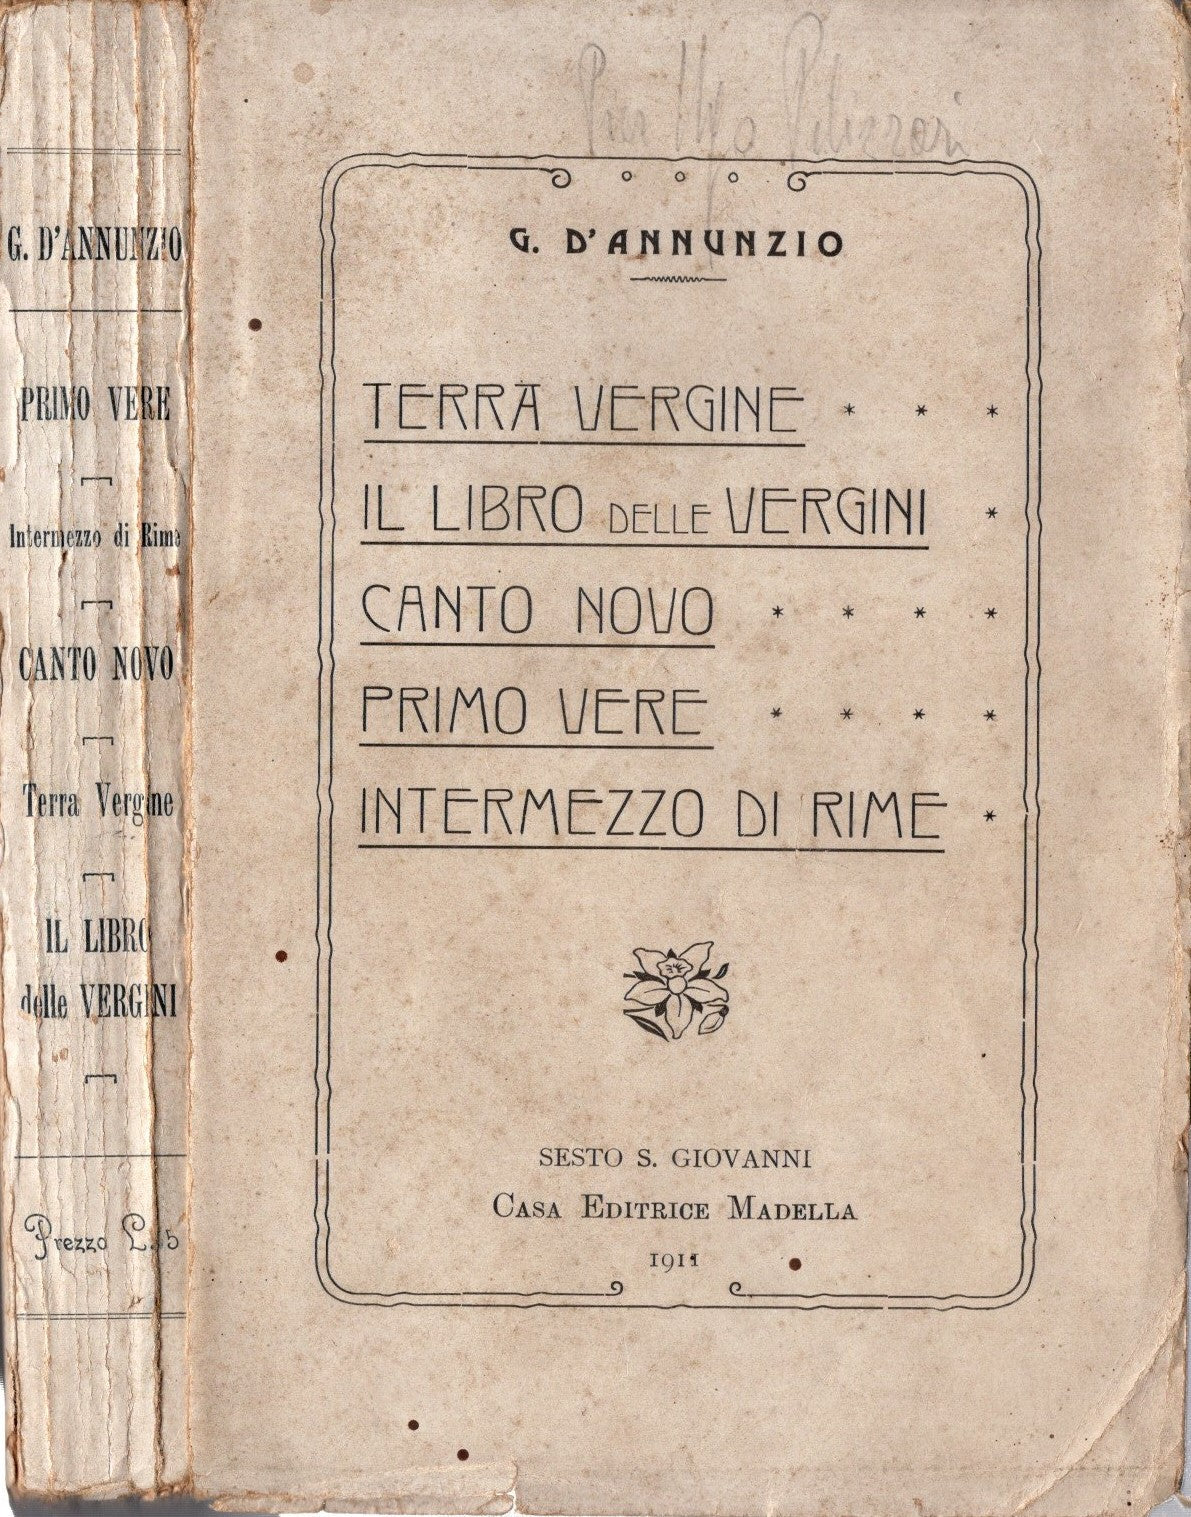 G. D'ANNUNZIO
PRIMO VERE
Intermezzo di Rime
CANTO NOVO
Terra Vergine
IL LIBRO
delle VERGINI
Prezzo L. 5
G. D'ANNUNZIO
TERRA VERGINE * * *
IL LIBRO DELLE VERGINI *
CANTO NOVO * * * *
PRIMO VERE * * * *
INTERMEZZO DI RIME *
SESTO S. GIOVANNI
CASA EDITRICE MADELLA
1911